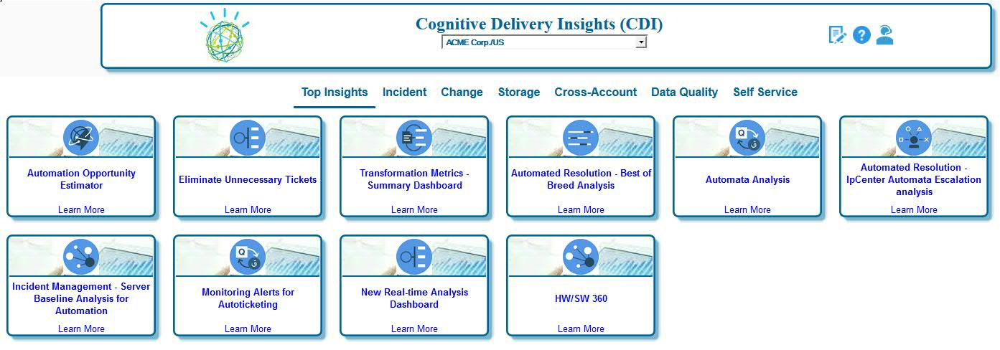 Cognitive Delivery Insights (CDI)
ACME Corp./US
?
Top Insights Incident Change Storage Cross-Account Data Quality Self Service
Automation Opportunity
Estimator
Learn More
Eliminate Unnecessary Tickets
Learn More
Transformation Metrics -
Summary Dashboard
Learn More
Automated Resolution - Best of
Breed Analysis
Learn More
Q
Automata Analysis
Learn More
Automated Resolution -
IpCenter Automata Escalation
analysis
Learn More
Incident Management - Server
Baseline Analysis for
Automation
Learn More
Q
Monitoring Alerts for
Autoticketing
Learn More
New Real-time Analysis
Dashboard
Learn More
HW/SW 360
Learn More